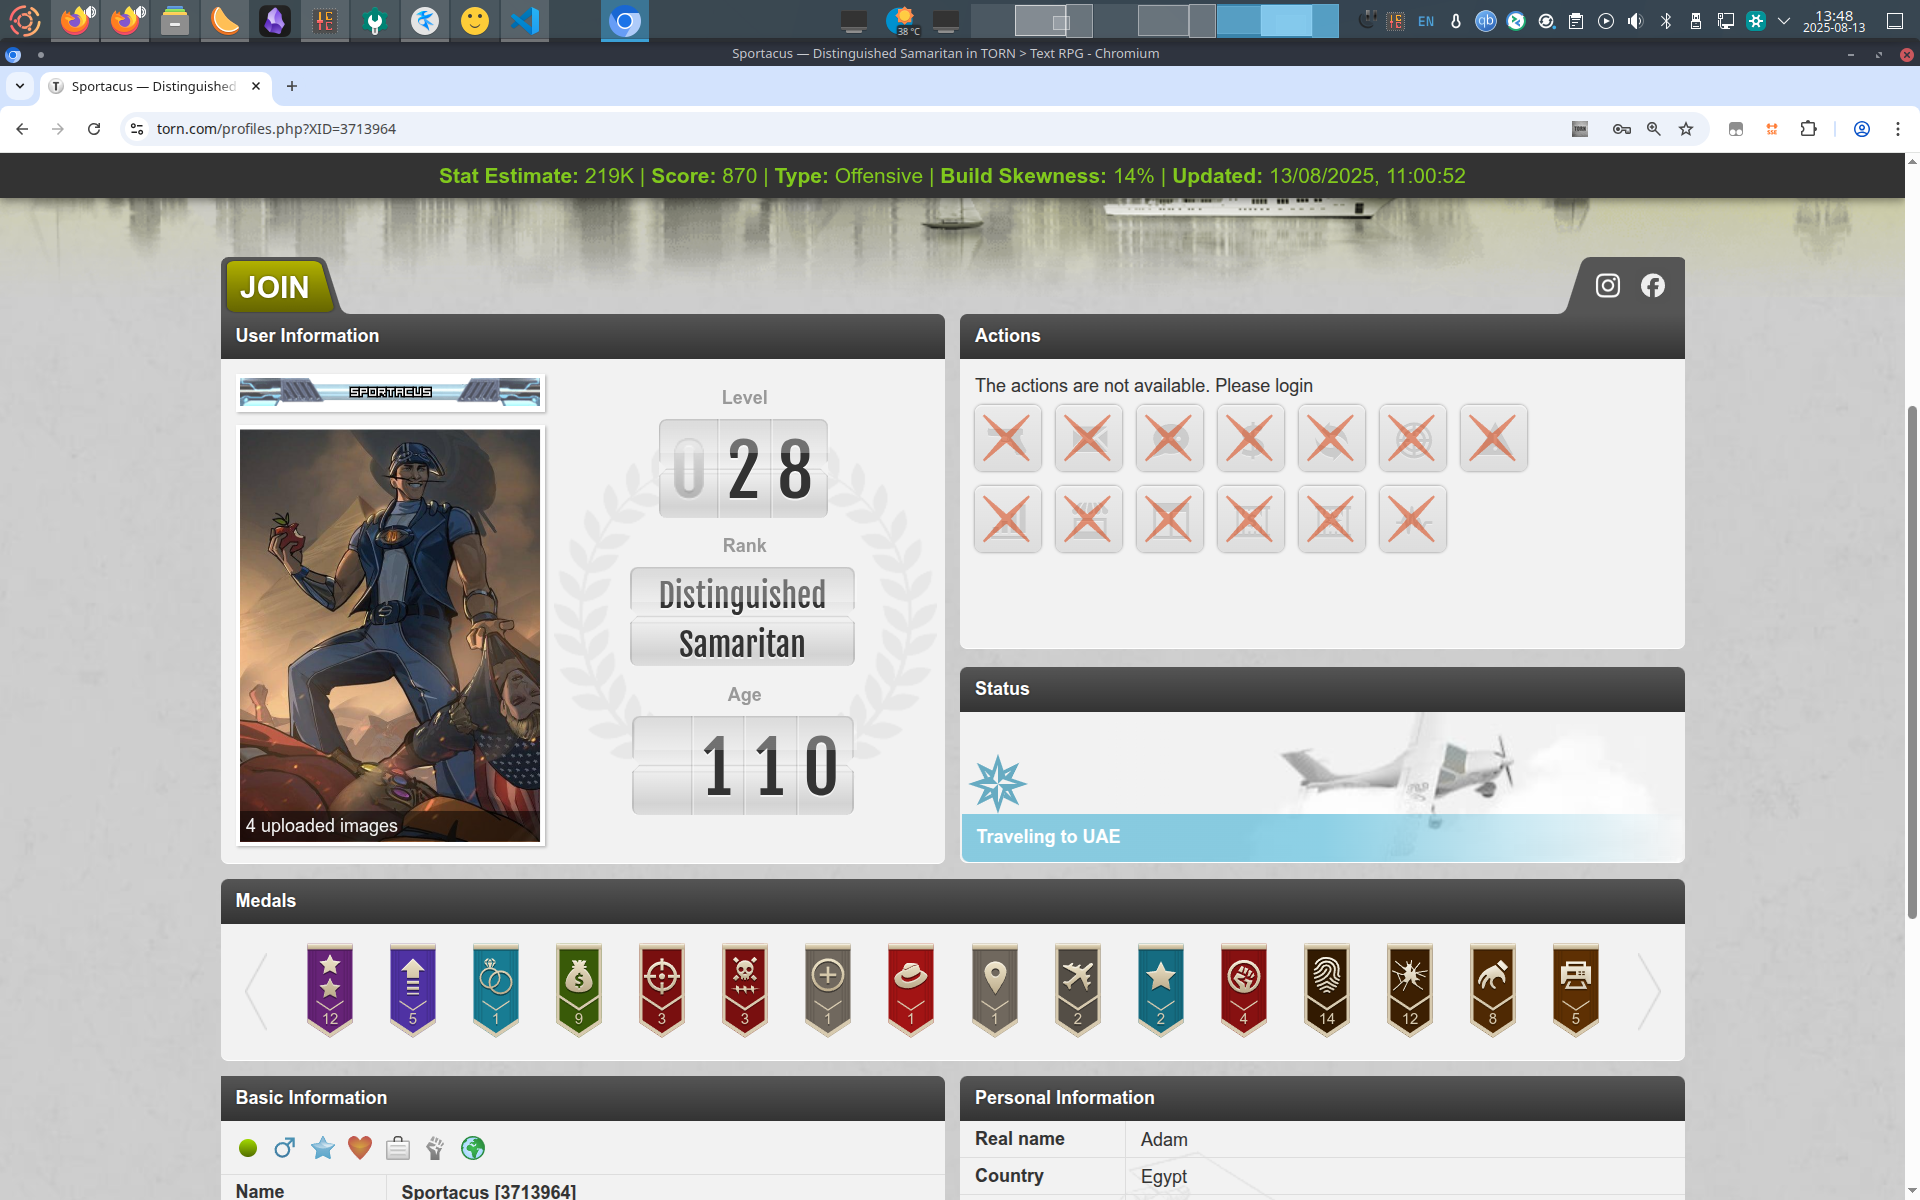 38 °C
EN
13:48
2025-08-13
Sportacus — Distinguished Samaritan in TORN > Text RPG - Chromium
Sportacus — Distinguished
torn.com/profiles.php?XID=3713964
Stat Estimate: 219K | Score: 870 | Type: Offensive | Build Skewness: 14% | Updated: 13/08/2025, 11:00:52
JOIN
User Information
SPORTACUS
4 uploaded images
Level
028
Rank
Distinguished
Samaritan
Age
110
Actions
The actions are not available. Please login
Status
Traveling to UAE
Medals
12 5 1 9 3 3 1 1 1 2 2 4 14 12 8 5
Basic Information
Name Sportacus [3713964]
Personal Information
Real name Adam
Country Egypt